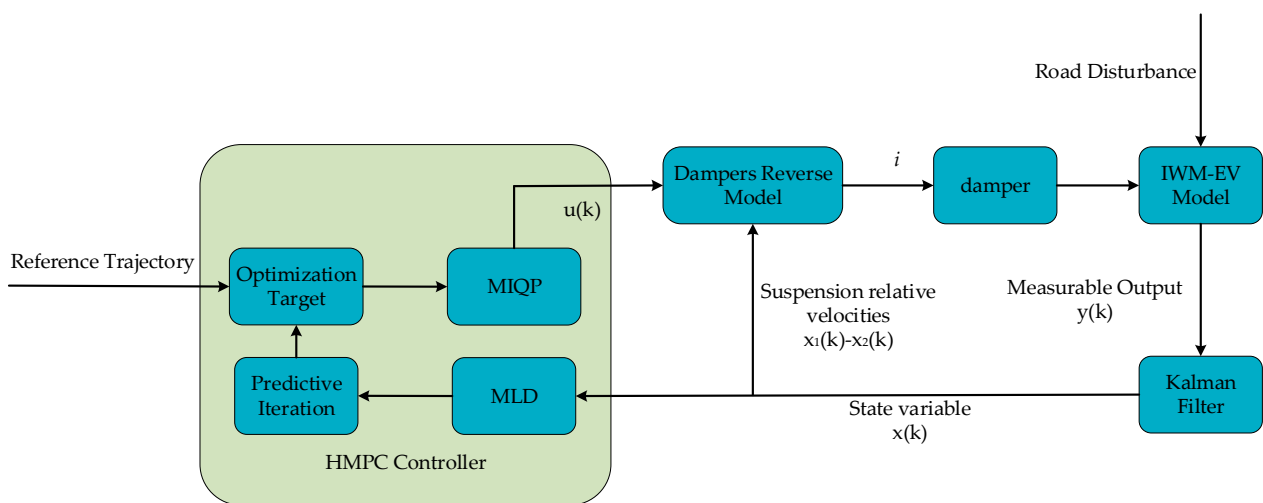 Road Disturbance
Dampers Reverse
Model
i
damper
IWM-EV
Model
u(k)
Reference Trajectory
Optimization
Target
MIQP
Suspension relative
velocities
x₁(k)-x₂(k)
Measurable Output
y(k)
Predictive
Iteration
MLD
Kalman
Filter
State variable
x(k)
HMPC Controller